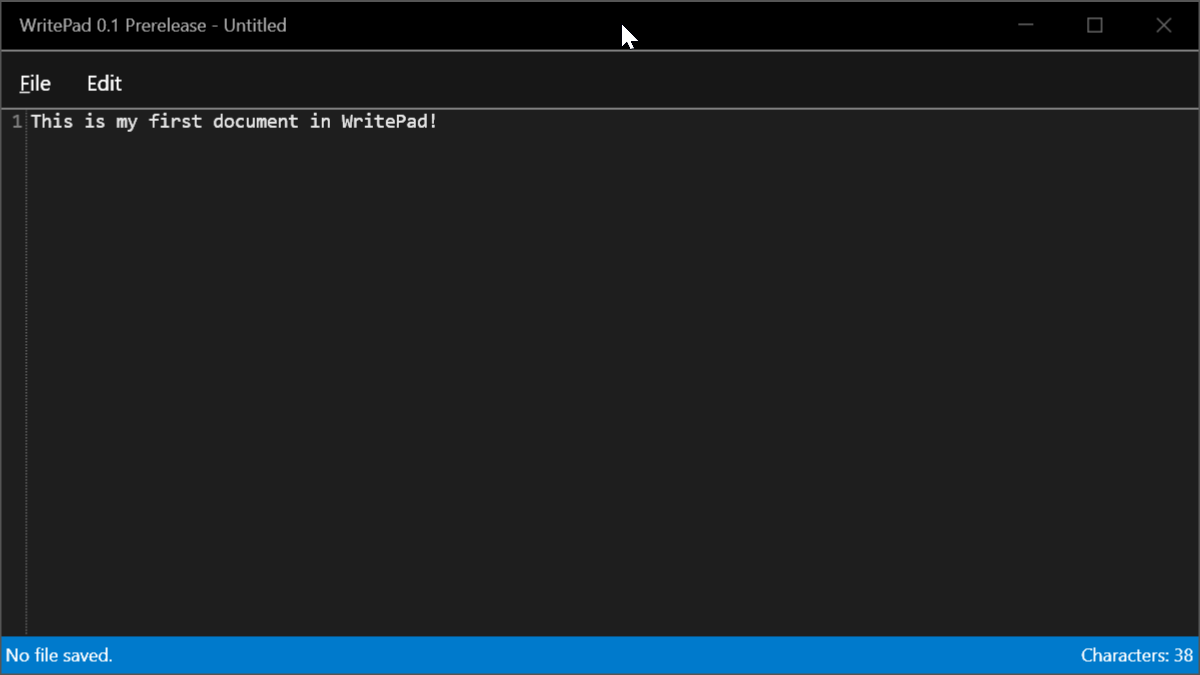 WritePad 0.1 Prerelease - Untitled
File Edit
1 This is my first document in WritePad!
No file saved. Characters: 38